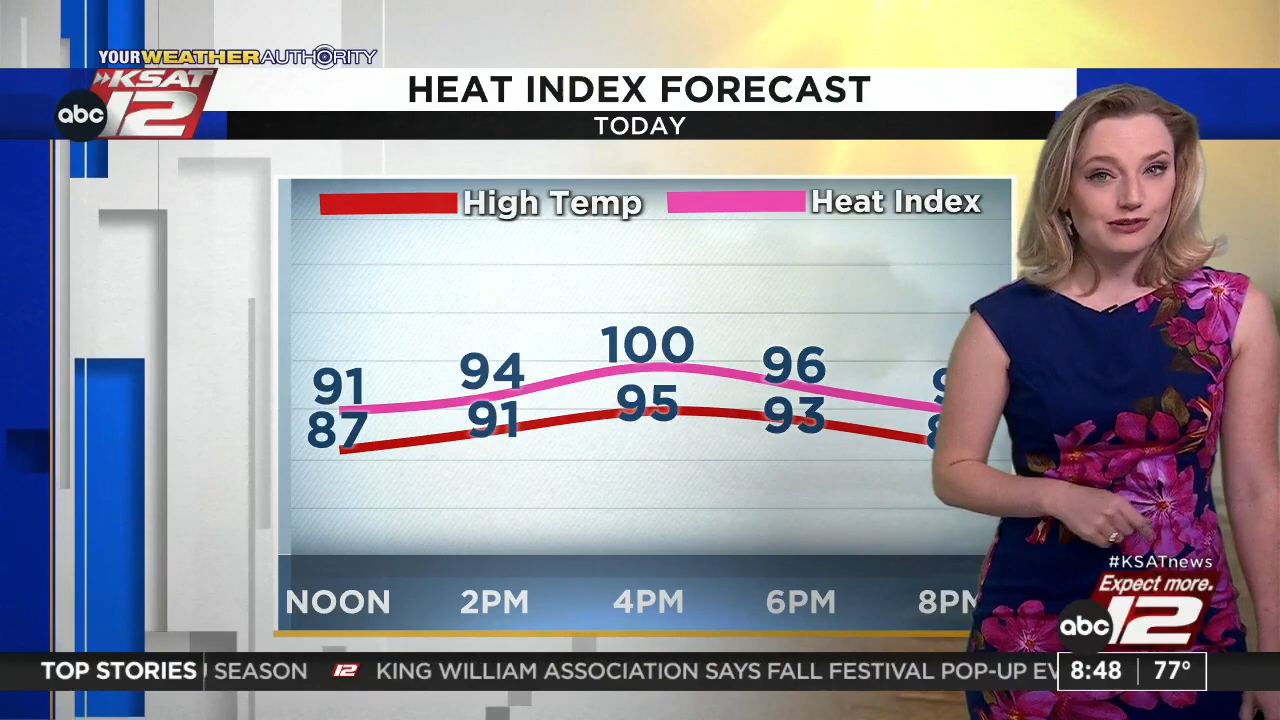 YOUR WEATHER AUTHORITY
KSAT
abc 12
HEAT INDEX FORECAST
TODAY
High Temp Heat Index
91 94 100 96
87 91 95 93
NOON 2PM 4PM 6PM 8PM
#KSATnews
Expect more.
abc 12
TOP STORIES SEASON 12 KING WILLIAM ASSOCIATION SAYS FALL FESTIVAL POP-UP 8:48 77°